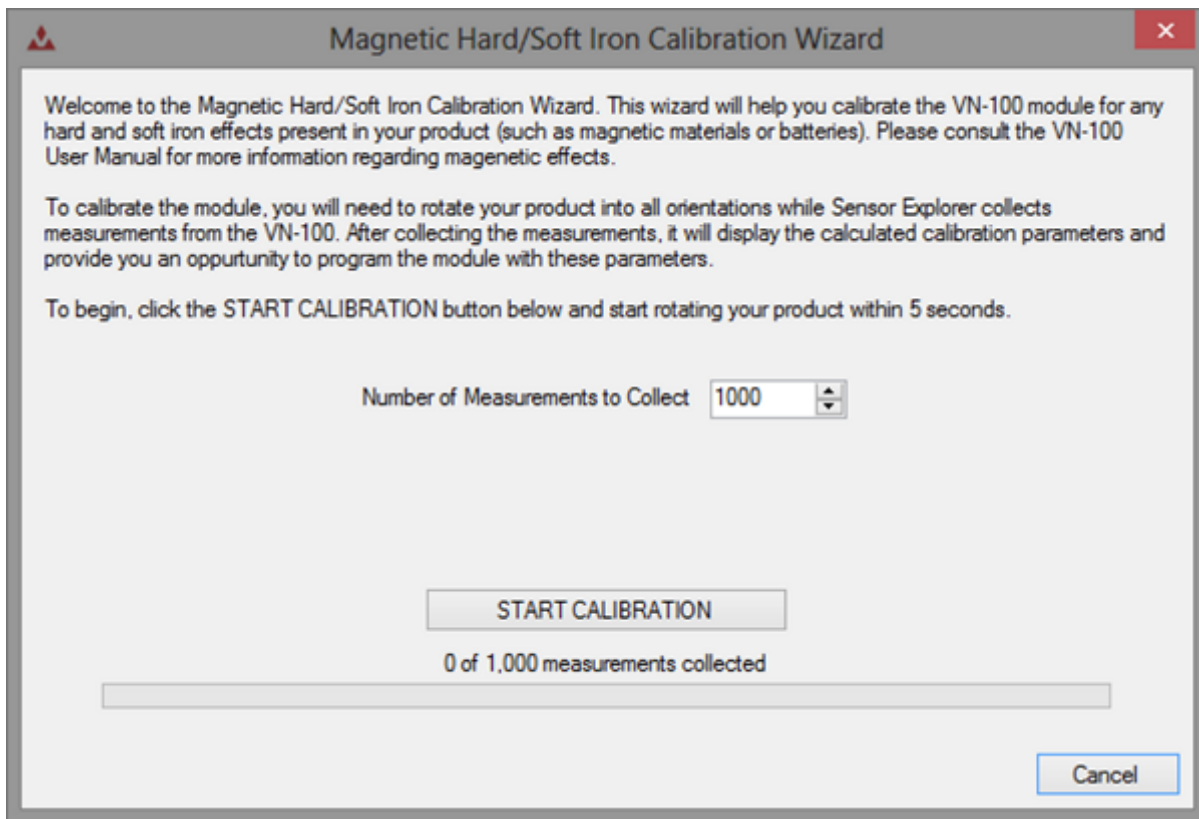 Magnetic Hard/Soft Iron Calibration Wizard
Welcome to the Magnetic Hard/Soft Iron Calibration Wizard. This wizard will help you calibrate the VN-100 module for any
hard and soft iron effects present in your product (such as magnetic materials or batteries). Please consult the VN-100
User Manual for more information regarding magenetic effects.
To calibrate the module, you will need to rotate your product into all orientations while Sensor Explorer collects
measurements from the VN-100. After collecting the measurements, it will display the calculated calibration parameters and
provide you an oppurtunity to program the module with these parameters.
To begin, click the START CALIBRATION button below and start rotating your product within 5 seconds.
Number of Measurements to Collect 1000
START CALIBRATION
0 of 1,000 measurements collected
Cancel